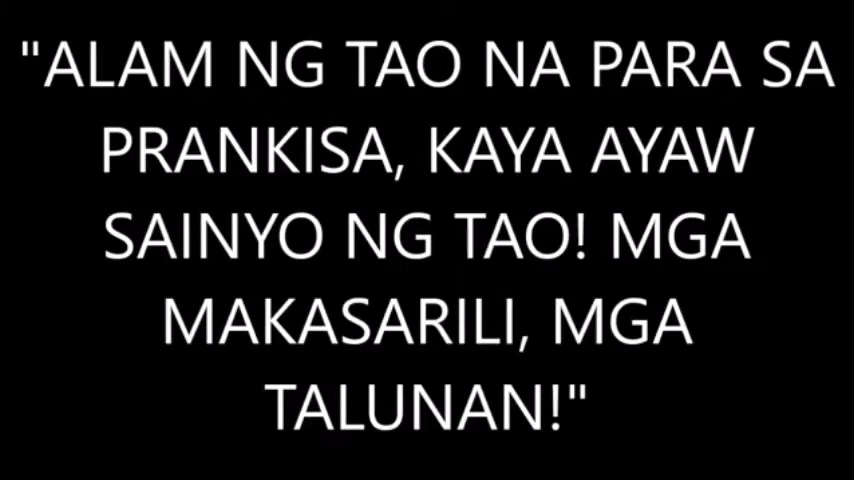 "ALAM NG TAO NA PARA SA
PRANKISA, KAYA AYAW
SAINYO NG TAO! MGA
MAKASARILI, MGA
TALUNAN!"